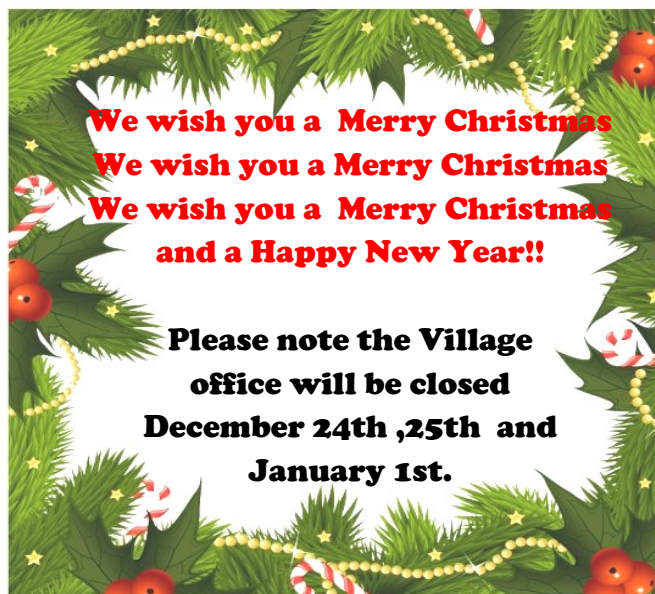 We wish you a  Merry Christmas
We wish you a Merry Christmas
We wish you a  Merry Christmas
and a Happy New Year!!
Please note the Village
office will be closed
December 24th ,25th  and
January 1st.